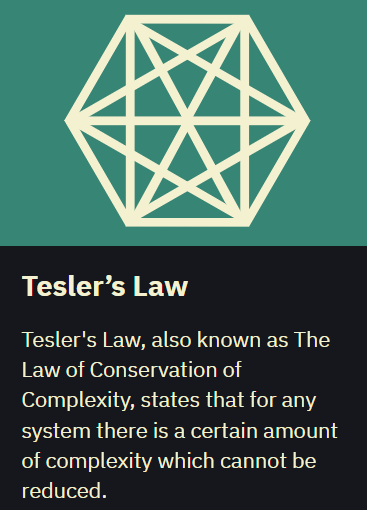 Tesler’s Law
Tesler's Law, also known as The
Law of Conservation of
Complexity, states that for any
system there is a certain amount
of complexity which cannot be
reduced.